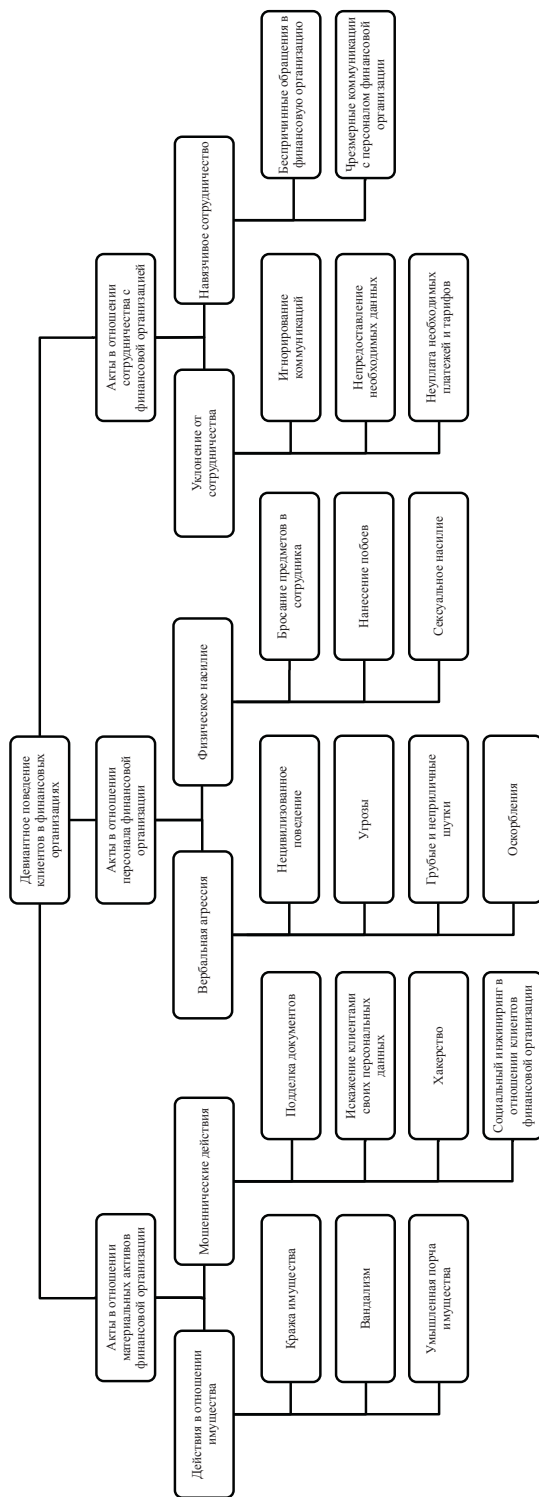 Девиантное поведение
клиентов в финансовых
организациях
Акты в отношении
материальных активов
финансовой организации
Акты в отношении
персонала финансовой
организации
Акты в отношении
сотрудничества с
финансовой организацией
Действия в отношении
имущества
Мошеннические действия
Вербальная агрессия
Физическое насилие
Уклонение от
сотрудничества
Навязчивое сотрудничество
Кража имущества
Вандализм
Умышленная порча
имущества
Подделка документов
Искажение клиентами
своих персональных
данных
Хакерство
Социальный инжиниринг в
отношении клиентов
финансовой организации
Нецивилизованное
поведение
Угрозы
Грубые и неприличные
шутки
Оскорбления
Бросание предметов в
сотрудника
Нанесение побоев
Сексуальное насилие
Игнорирование
коммуникаций
Непредоставление
необходимых данных
Неуплата необходимых
платежей и тарифов
Беспричинные обращения в
финансовую организацию
Чрезмерные коммуникации
с персоналом финансовой
организации